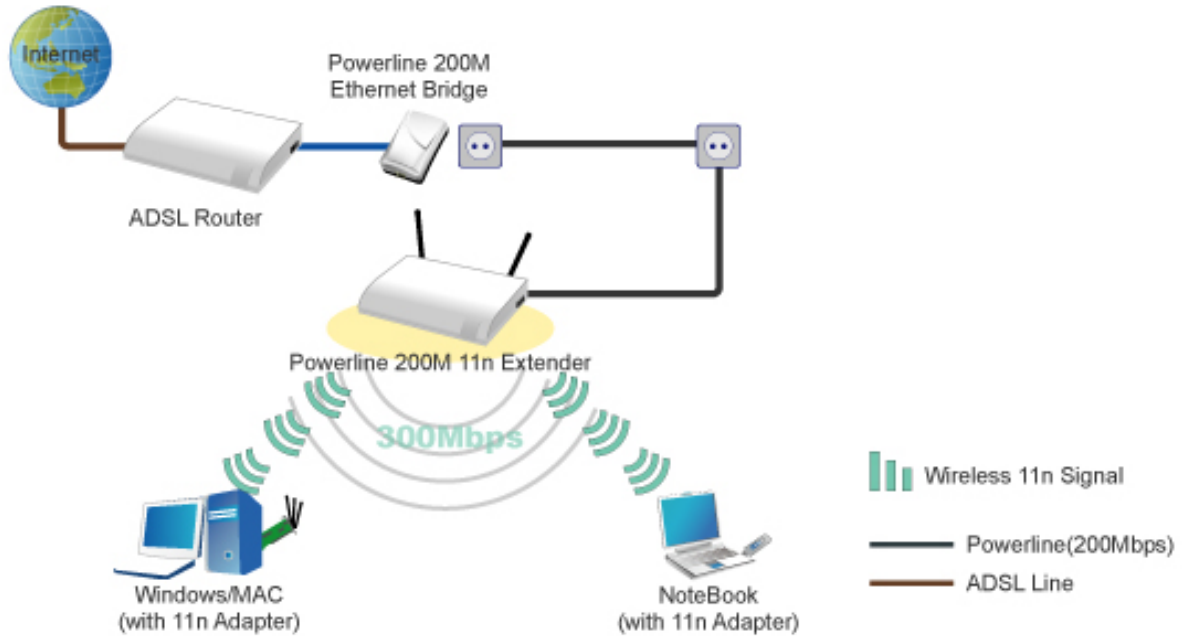 Internet
Powerline 200M
Ethernet Bridge
ADSL Router
Powerline 200M 11n Extender
300Mbps
Wireless 11n Signal
Powerline(200Mbps)
ADSL Line
Windows/MAC
(with 11n Adapter)
NoteBook
(with 11n Adapter)